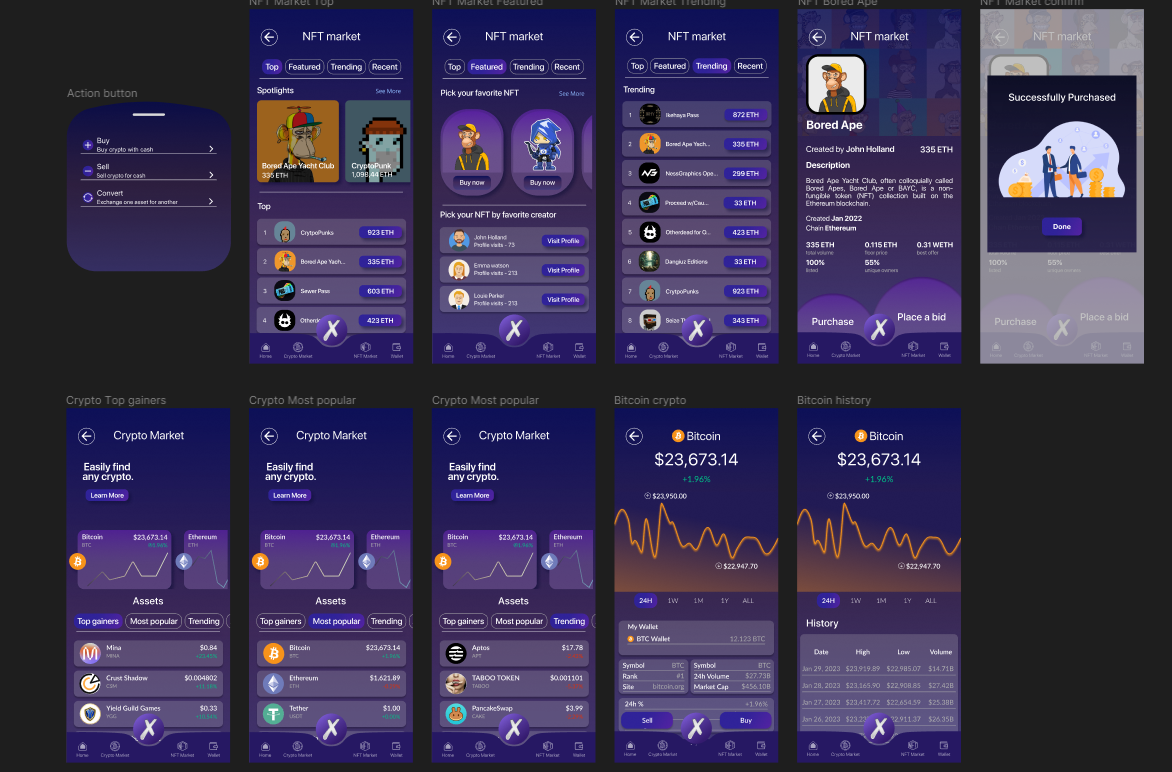 NFT Market Top
NFT Market Featured
NFT Market Trending
NFT Bored Ape
NFT Market confirm
Action button
Buy
Buy crypto with cash
Sell
Sell crypto for cash
Convert
Exchange one asset for another
NFT market
Top
Featured
Trending
Recent
Spotlights
See More
Bored Ape Yacht Club
335 ETH
CryptoPunk
1,098.44 ETH
Top
1
CrytpoPunks
923 ETH
2
Bored Ape Yach...
335 ETH
3
Sewer Pass
603 ETH
4
423 ETH
Home
Crypto Market
NFT Market
Wallet
NFT market
Top
Featured
Trending
Recent
Pick your favorite NFT
See More
Buy now
Buy now
Pick your NFT by favorite creator
John Holland
Profile visits - 73
Visit Profile
Emma watson
Profile visits - 213
Visit Profile
Louis Parker
Profile visits - 213
Visit Profile
Home
Crypto Market
NFT Market
Wallet
NFT market
Top
Featured
Trending
Recent
Trending
1
Ikehaya Pass
872 ETH
2
Bored Ape Yach...
335 ETH
3
NessGraphics Ope...
299 ETH
4
Proceed w/Cau...
33 ETH
5
Otherdead for O...
423 ETH
6
Dangiuz Editions
33 ETH
7
CrytpoPunks
923 ETH
8
343 ETH
Home
Crypto Market
NFT Market
Wallet
Bored Ape
Created by John Holland
335 ETH
Description
Bored Ape Yacht Club, often colloquially called
Bored Apes, Bored Ape or BAYC, is a non-
fungible token (NFT) collection built on the
Ethereum blockchain.
Created Jan 2022
Chain Ethereum
335 ETH
total volume
0.115 ETH
floor price
0.31 WETH
best offer
100%
listed
55%
unique owners
Purchase
Place a bid
Home
Crypto Market
NFT Market
Wallet
NFT market
Successfully Purchased
Done
100%
listed
55%
unique owners
Purchase
Place a bid
Home
Crypto Market
NFT Market
Wallet
Crypto Top gainers
Crypto Most popular
Crypto Most popular
Bitcoin crypto
Bitcoin history
Crypto Market
Easily find
any crypto.
Learn More
Bitcoin
BTC
$23,673.14
Ethereum
ETH
Assets
Top gainers
Most popular
Trending
Mina
MINA
$0.84
Crust Shadow
CSM
$0.004802
Yield Guild Games
YGG
$0.33
Home
Crypto Market
NFT Market
Wallet
Crypto Market
Easily find
any crypto.
Learn More
Bitcoin
BTC
$23,673.14
Ethereum
ETH
Assets
Top gainers
Most popular
Trending
Bitcoin
BTC
$23,673.14
Ethereum
ETH
$1,621.89
Tether
USDT
$1.00
Home
Crypto Market
NFT Market
Wallet
Crypto Market
Easily find
any crypto.
Learn More
Bitcoin
BTC
$23,673.14
Ethereum
ETH
Assets
Top gainers
Most popular
Trending
Aptos
APT
$17.78
TABOO TOKEN
TABOO
$0.001101
PancakeSwap
CAKE
$3.99
Home
Crypto Market
NFT Market
Wallet
Bitcoin
$23,673.14
+1.96%
$23,950.00
$22,947.70
24H
1W
1M
1Y
ALL
My Wallet
BTC Wallet
12.123 BTC
Symbol
BTC
Rank
#1
Site
bitcoin.org
Symbol
BTC
24h Volume
$27.73B
Market Cap
$456.10B
24h %
+1.96%
Sell
Buy
Home
Crypto Market
NFT Market
Wallet
Bitcoin
$23,673.14
+1.96%
$23,950.00
$22,947.70
24H
1W
1M
1Y
ALL
History
Date
High
Low
Volume
Jan 29, 2023
$23,919.89
$22,985.07
$14.71B
Jan 28, 2023
$23,165.90
$22,908.85
$27.42B
Jan 27, 2023
$23,417.72
$22,654.59
$25.38B
Jan 26, 2023
$26.35B
Home
Crypto Market
NFT Market
Wallet